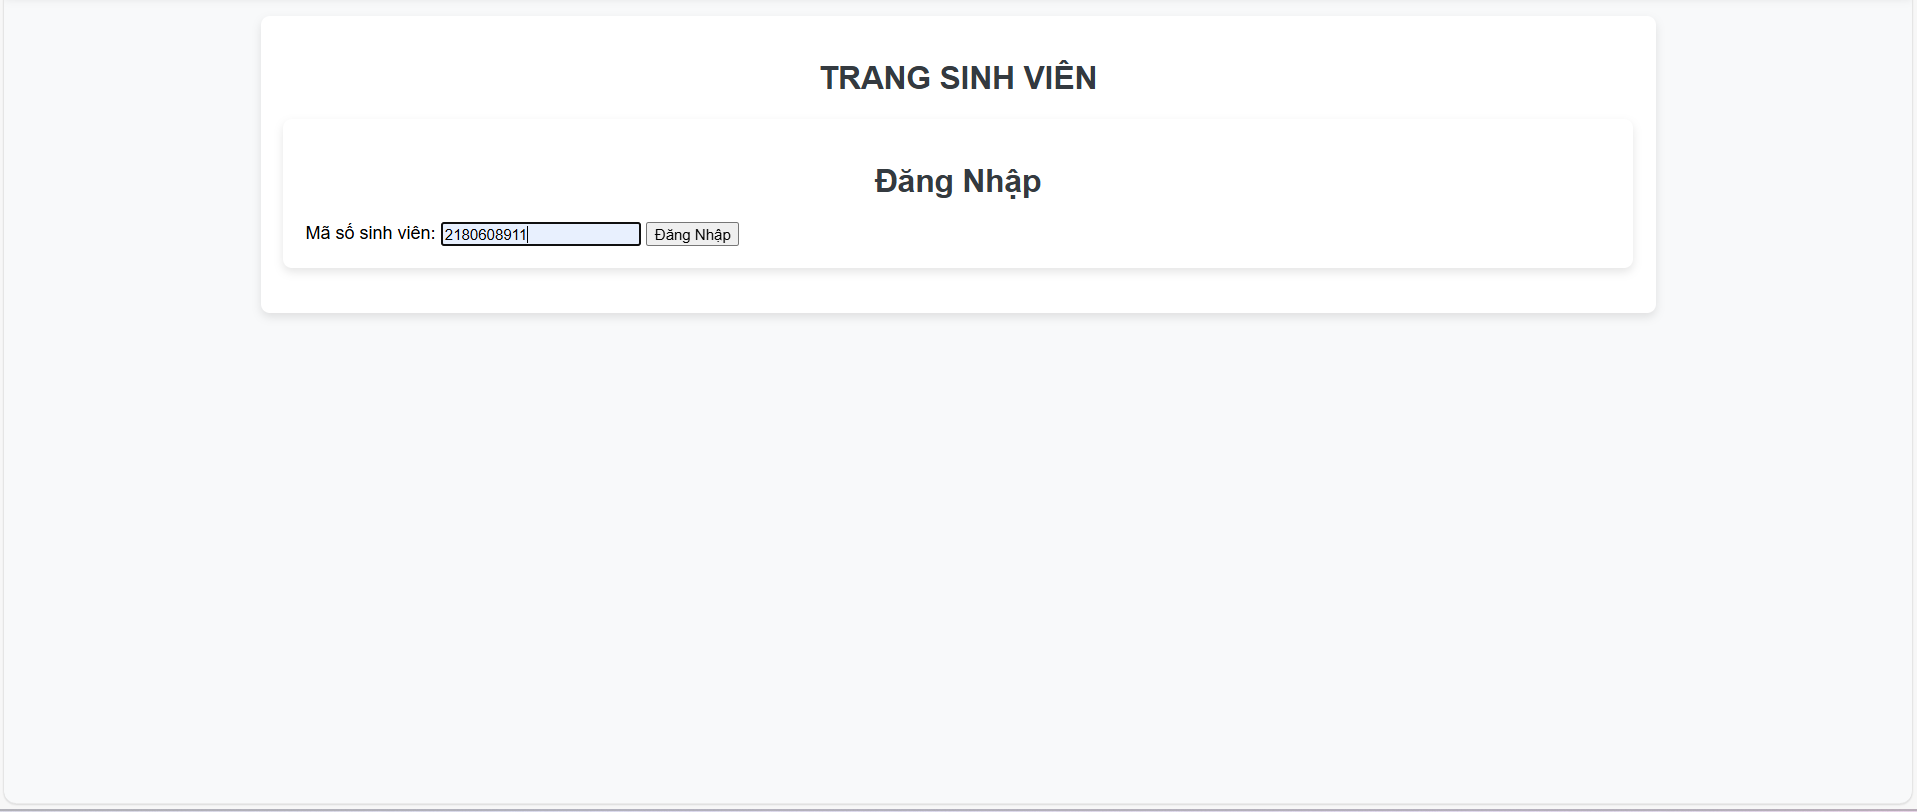 TRANG SINH VIÊN
Đăng Nhập
Mã số sinh viên: 2180608911 Đăng Nhập